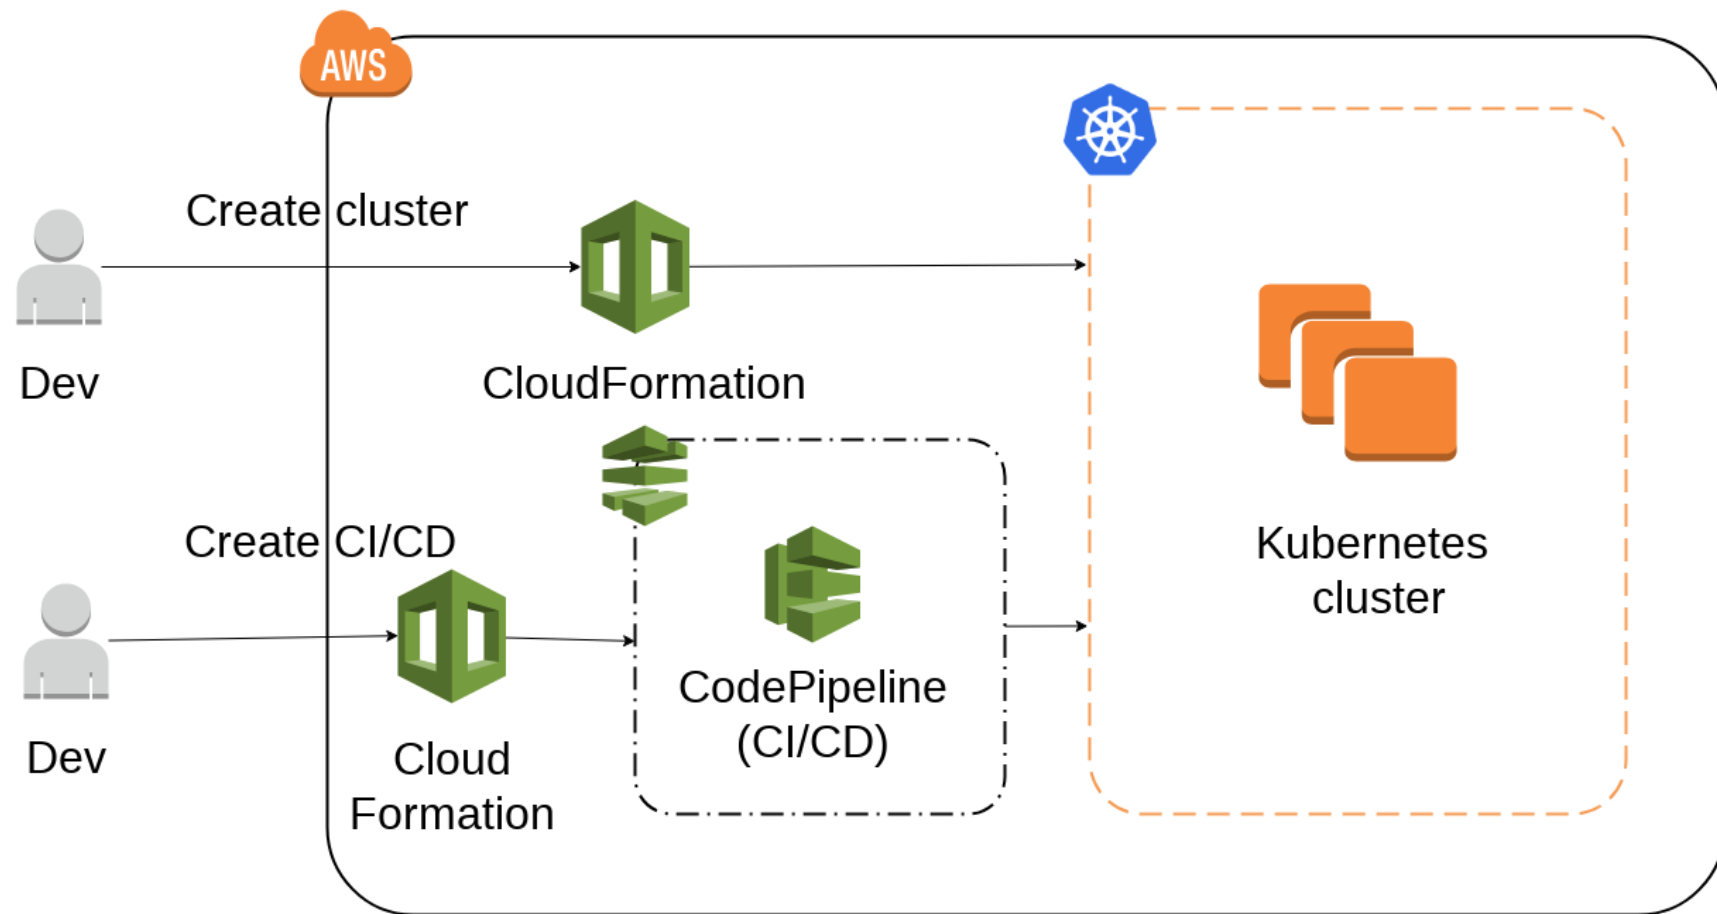 AWS
Create cluster
Dev
CloudFormation
Create CI/CD
Dev
Cloud
Formation
CodePipeline
(CI/CD)
Kubernetes
cluster